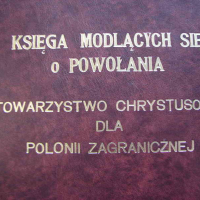 KSIĘGA MODLĄCYCH SIĘ
o POWOŁANIA
TOWARZYSTWO CHRYSTUSO
DLA
POLONII ZAGRANICZNEJ